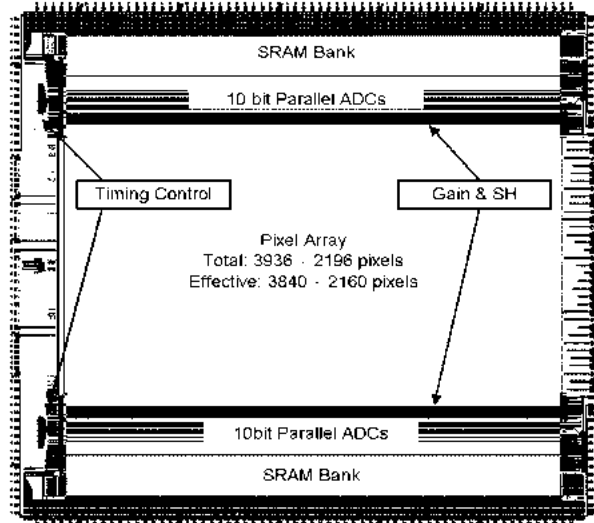 SRAM Bank
10 bit Parallel ADCs
Timing Control
Gain & SH
Pixel Array
Total: 3936 · 2196 pixels
Effective: 3840 · 2160 pixels
10bit Parallel ADCs
SRAM Bank